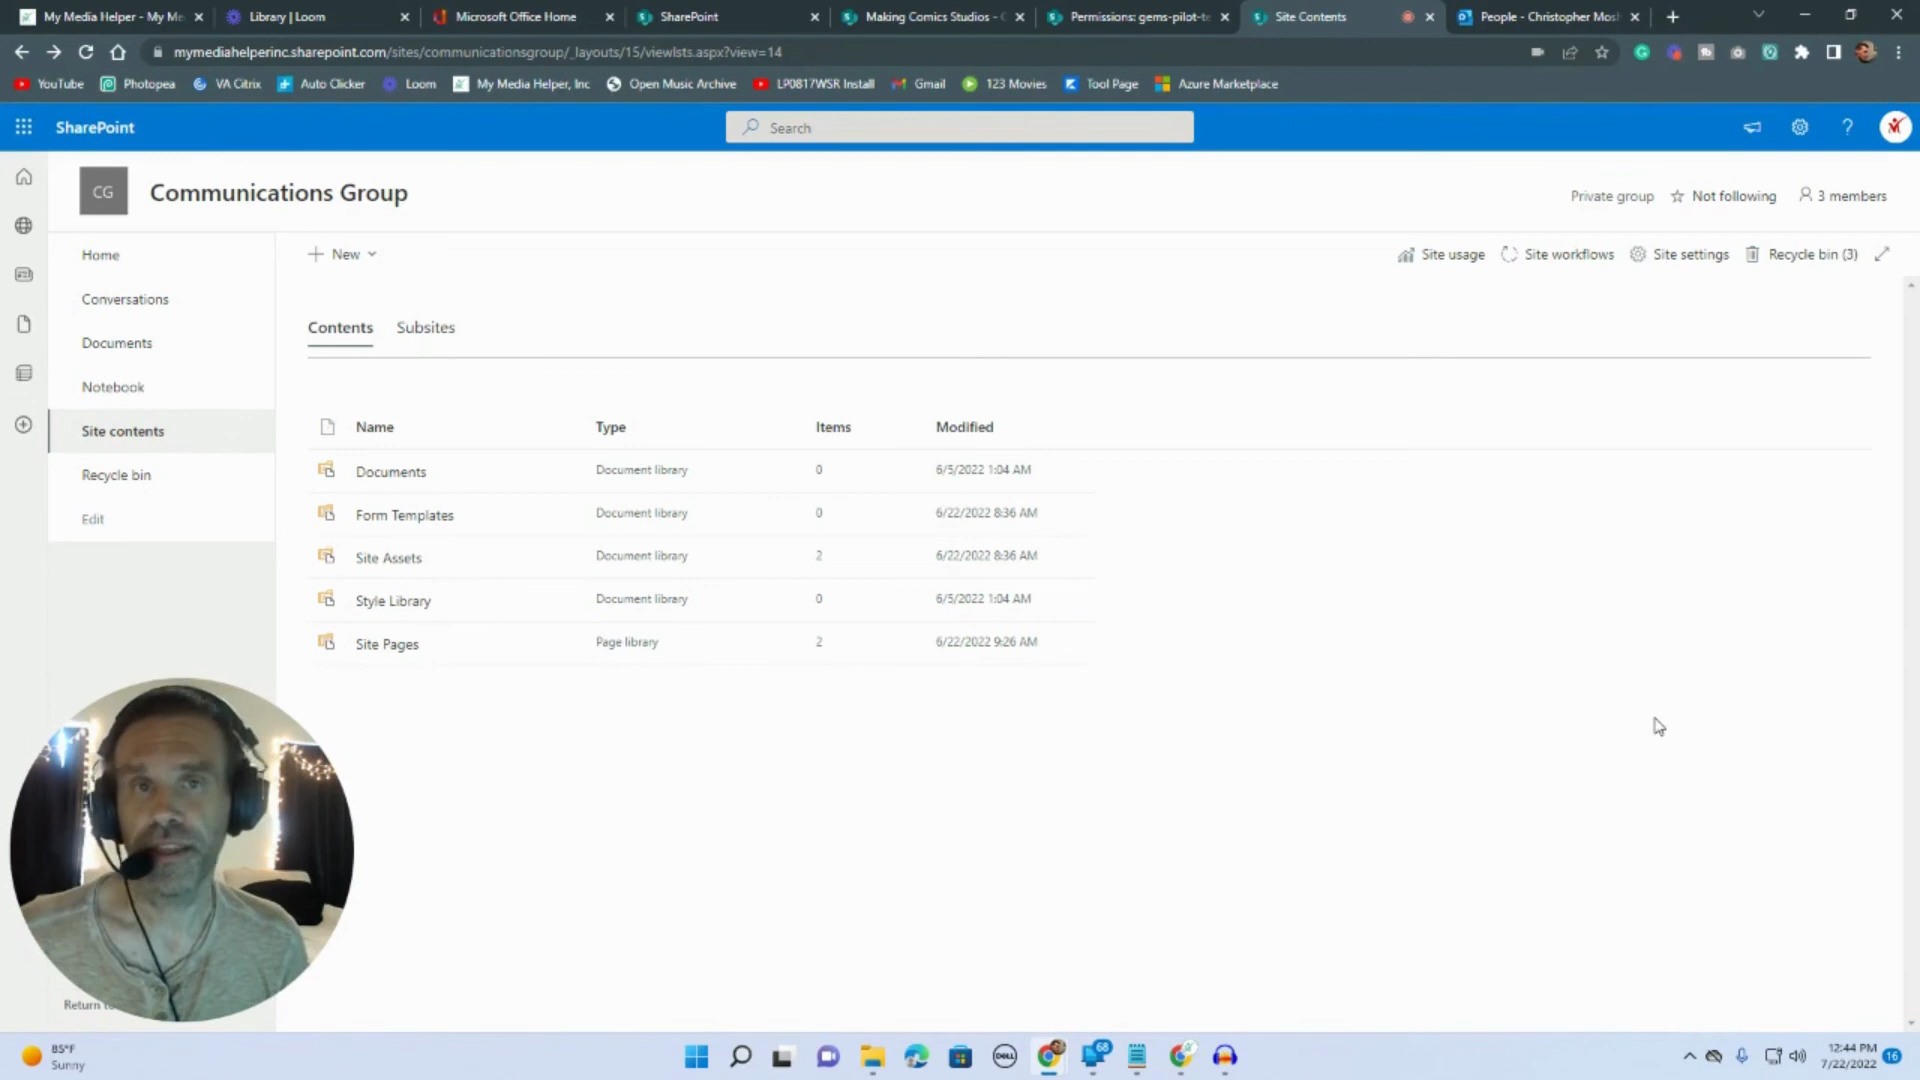 My Media Helper - My Me
Library | Loom
Microsoft Office Home
SharePoint
Making Comics Studios - C
Permissions: gems-pilot-te
Site Contents
People - Christopher Mosh
mymediahelperinc.sharepoint.com/sites/communicationsgroup/_layouts/15/viewlsts.aspx?view=14
YouTube
Photopea
VA Citrix
Auto Clicker
Loom
My Media Helper, Inc
Open Music Archive
LP0817WSR Install
Gmail
123 Movies
Tool Page
Azure Marketplace
SharePoint
Search
CG
Communications Group
Private group
Not following
3 members
Home
Conversations
Documents
Notebook
Site contents
Recycle bin
Edit
New
Site usage
Site workflows
Site settings
Recycle bin (3)
Contents
Subsites
Name Type Items Modified
Documents Document library 0 6/5/2022 1:04 AM
Form Templates Document library 0 6/22/2022 8:36 AM
Site Assets Document library 2 6/22/2022 8:36 AM
Style Library Document library 0 6/5/2022 1:04 AM
Site Pages Page library 2 6/22/2022 9:26 AM
Return
85°F
Sunny
DELL
68
12:44 PM
7/22/2022
16